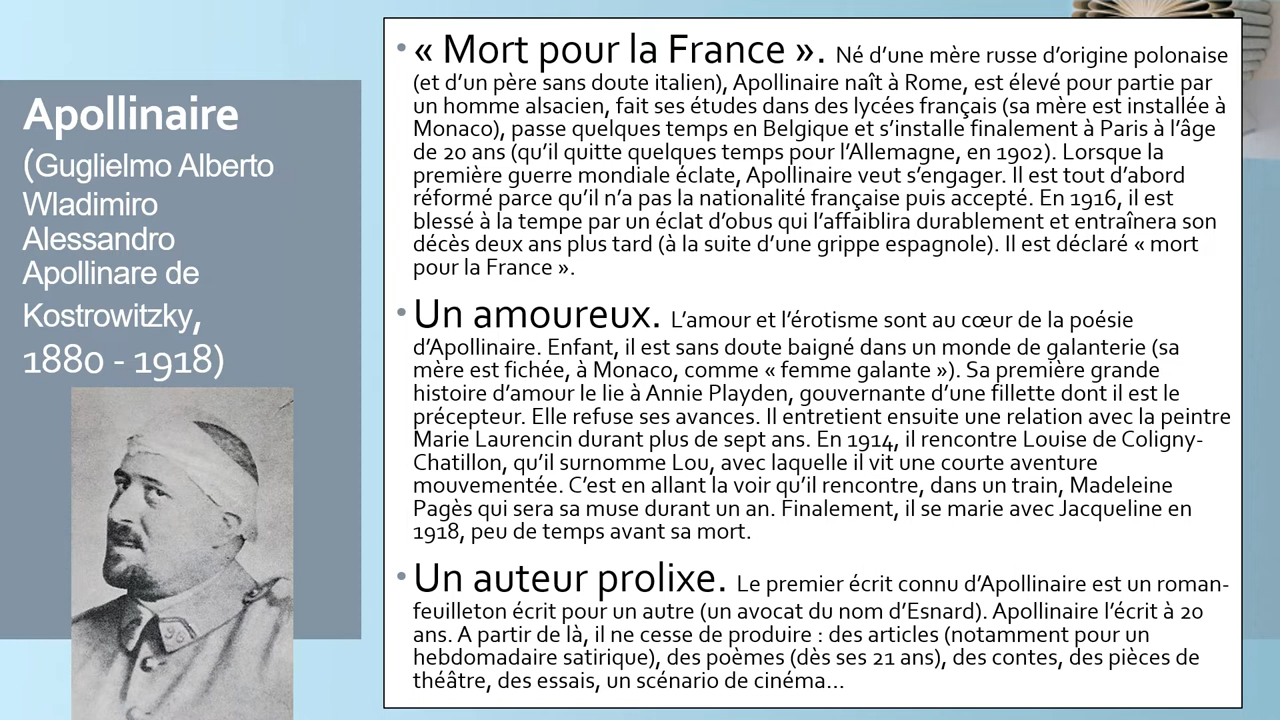 Apollinaire
(Guglielmo Alberto
Wladimiro
Alessandro
Apollinare de
Kostrowitzky,
1880 - 1918)
• « Mort pour la France ». Né d’une mère russe d’origine polonaise
(et d’un père sans doute italien), Apollinaire naît à Rome, est élevé pour partie par
un homme alsacien, fait ses études dans des lycées français (sa mère est installée à
Monaco), passe quelques temps en Belgique et s’installe finalement à Paris à l’âge
de 20 ans (qu’il quitte quelques temps pour l’Allemagne, en 1902). Lorsque la
première guerre mondiale éclate, Apollinaire veut s’engager. Il est tout d’abord
réformé parce qu’il n’a pas la nationalité française puis accepté. En 1916, il est
blessé à la tempe par un éclat d’obus qui l’affaiblira durablement et entraînera son
décès deux ans plus tard (à la suite d’une grippe espagnole). Il est déclaré « mort
pour la France ».
• Un amoureux. L’amour et l’érotisme sont au cœur de la poésie
d’Apollinaire. Enfant, il est sans doute baigné dans un monde de galanterie (sa
mère est fichée, à Monaco, comme « femme galante »). Sa première grande
histoire d’amour le lie à Annie Playden, gouvernante d’une fillette dont il est le
précepteur. Elle refuse ses avances. Il entretient ensuite une relation avec la peintre
Marie Laurencin durant plus de sept ans. En 1914, il rencontre Louise de Coligny-
Chatillon, qu’il surnomme Lou, avec laquelle il vit une courte aventure
mouvementée. C’est en allant la voir qu’il rencontre, dans un train, Madeleine
Pagès qui sera sa muse durant un an. Finalement, il se marie avec Jacqueline en
1918, peu de temps avant sa mort.
• Un auteur prolixe. Le premier écrit connu d’Apollinaire est un roman-
feuilleton écrit pour un autre (un avocat du nom d’Esnard). Apollinaire l’écrit à 20
ans. A partir de là, il ne cesse de produire : des articles (notamment pour un
hebdomadaire satirique), des poèmes (dès ses 21 ans), des contes, des pièces de
théâtre, des essais, un scénario de cinéma...